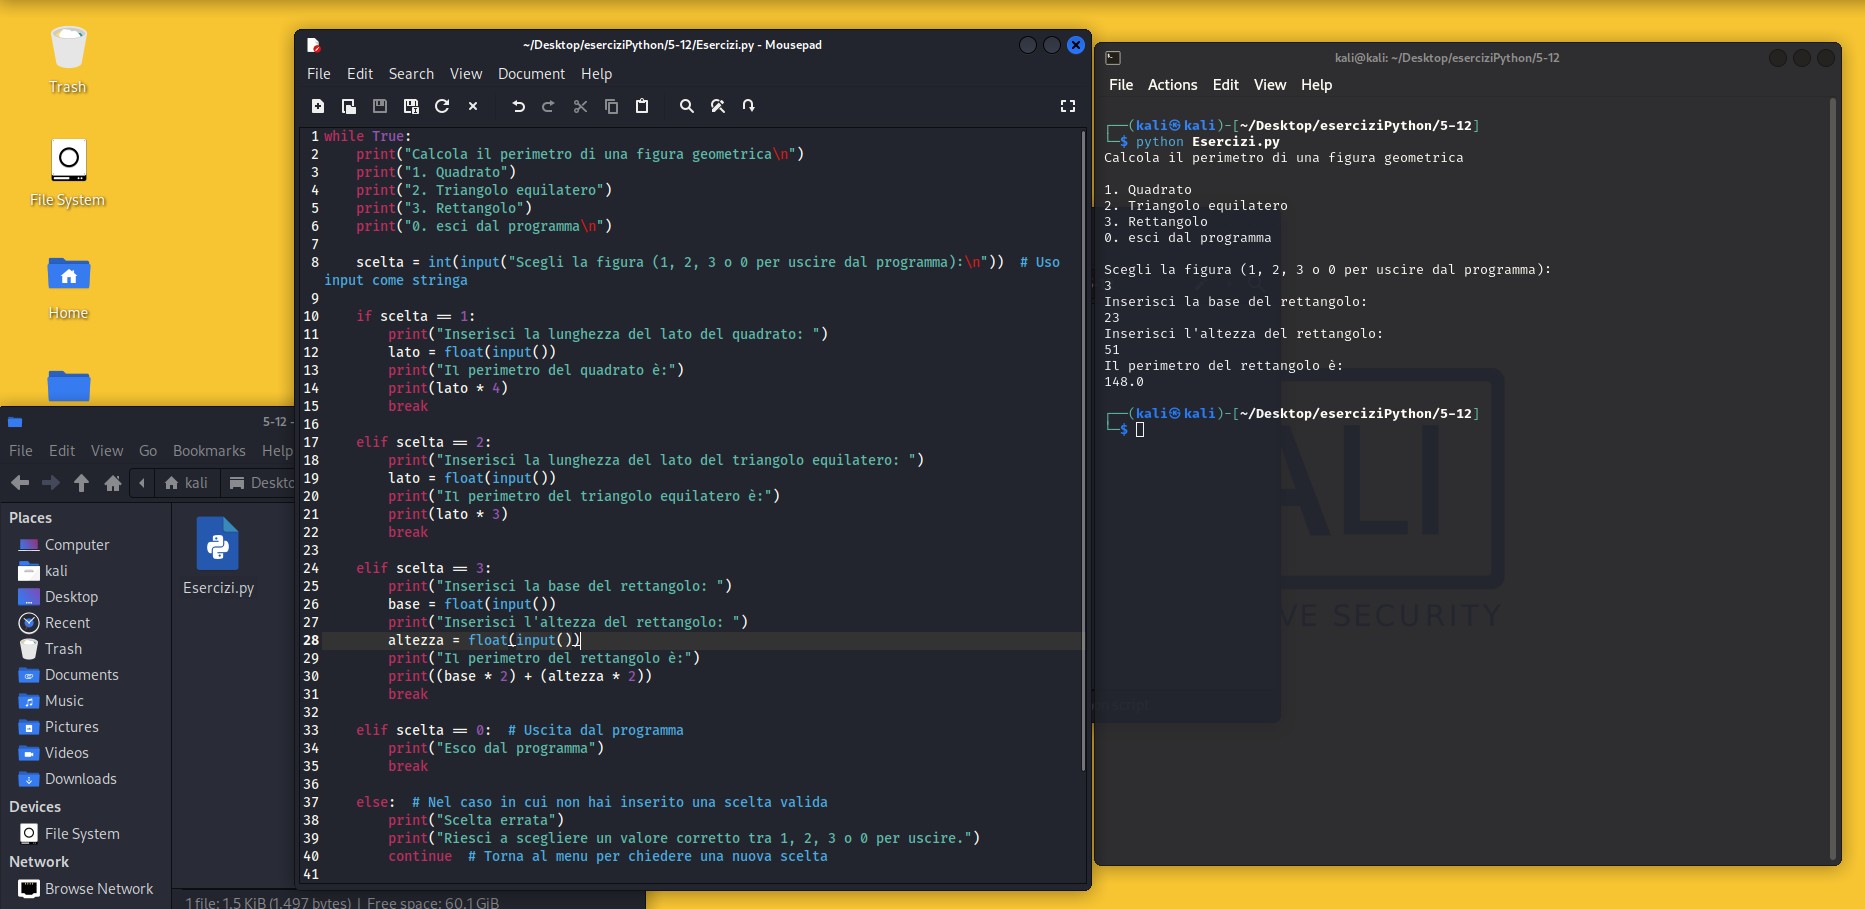 Trash
File System
Home
5-12 -
File Edit View Go Bookmarks Help
kali Deskto
Places
Computer
kali
Desktop
Recent
Trash
Documents
Music
Pictures
Videos
Downloads
Devices
File System
Network
Browse Network
Esercizi.py
1 file: 1.5 KiB (1,497 bytes) | Free space: 60.1 GiB
~/Desktop/eserciziPython/5-12/Esercizi.py - Mousepad
File Edit Search View Document Help
1 while True:
2     print("Calcola il perimetro di una figura geometrica\n")
3     print("1. Quadrato")
4     print("2. Triangolo equilatero")
5     print("3. Rettangolo")
6     print("0. esci dal programma\n")
7
8     scelta = int(input("Scegli la figura (1, 2, 3 o 0 per uscire dal programma):\n"))  # Uso
input come stringa
9
10     if scelta == 1:
11         print("Inserisci la lunghezza del lato del quadrato: ")
12         lato = float(input())
13         print("Il perimetro del quadrato è:")
14         print(lato * 4)
15         break
16
17     elif scelta == 2:
18         print("Inserisci la lunghezza del lato del triangolo equilatero: ")
19         lato = float(input())
20         print("Il perimetro del triangolo equilatero è:")
21         print(lato * 3)
22         break
23
24     elif scelta == 3:
25         print("Inserisci la base del rettangolo: ")
26         base = float(input())
27         print("Inserisci l'altezza del rettangolo: ")
28         altezza = float(input())
29         print("Il perimetro del rettangolo è:")
30         print((base * 2) + (altezza * 2))
31         break
32
33     elif scelta == 0:  # Uscita dal programma
34         print("Esco dal programma")
35         break
36
37     else:  # Nel caso in cui non hai inserito una scelta valida
38         print("Scelta errata")
39         print("Riesci a scegliere un valore corretto tra 1, 2, 3 o 0 per uscire.")
40         continue  # Torna al menu per chiedere una nuova scelta
41
kali@kali: ~/Desktop/eserciziPython/5-12
File Actions Edit View Help
┌──(kali㉿kali)-[~/Desktop/eserciziPython/5-12]
└─$ python Esercizi.py
Calcola il perimetro di una figura geometrica
1. Quadrato
2. Triangolo equilatero
3. Rettangolo
0. esci dal programma
Scegli la figura (1, 2, 3 o 0 per uscire dal programma):
3
Inserisci la base del rettangolo:
23
Inserisci l'altezza del rettangolo:
51
Il perimetro del rettangolo è:
148.0
┌──(kali㉿kali)-[~/Desktop/eserciziPython/5-12]
└─$
ALI
VE SECURITY